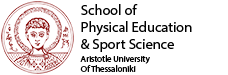 School of
Physical Education
& Sport Science
Aristotle University
Of Thessaloniki